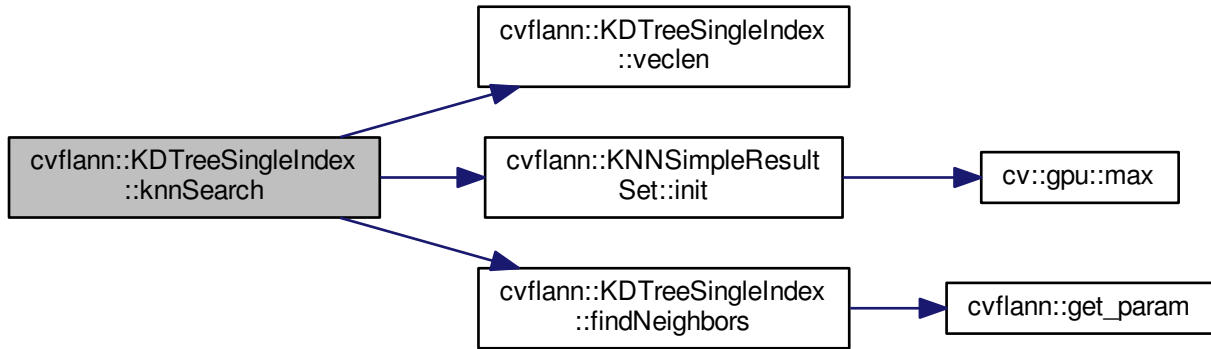 cvflann::KDTreeSingleIndex
::knnSearch
cvflann::KDTreeSingleIndex
::veclen
cvflann::KNNSimpleResult
Set::init
cv::gpu::max
cvflann::KDTreeSingleIndex
::findNeighbors
cvflann::get_param